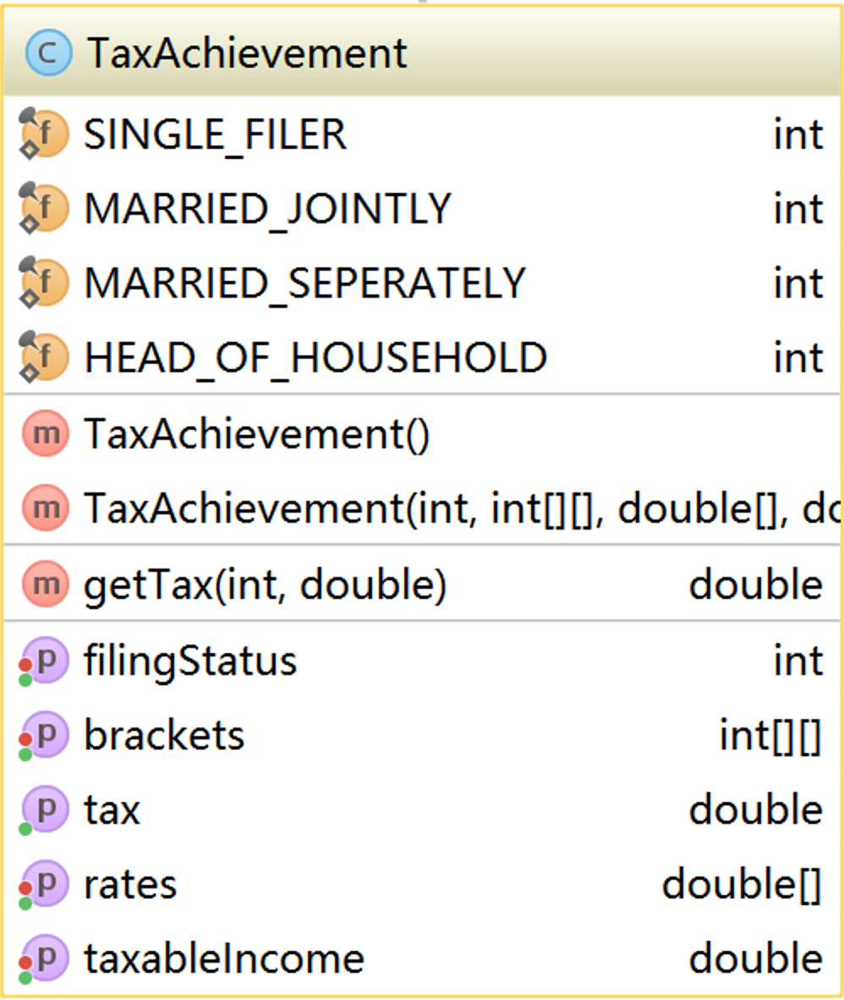 C TaxAchievement
f SINGLE_FILER int
f MARRIED_JOINTLY int
f MARRIED_SEPERATELY int
f HEAD_OF_HOUSEHOLD int
m TaxAchievement()
m TaxAchievement(int, int[][], double[], do
m getTax(int, double) double
p filingStatus int
p brackets int[][]
p tax double
p rates double[]
p taxableIncome double